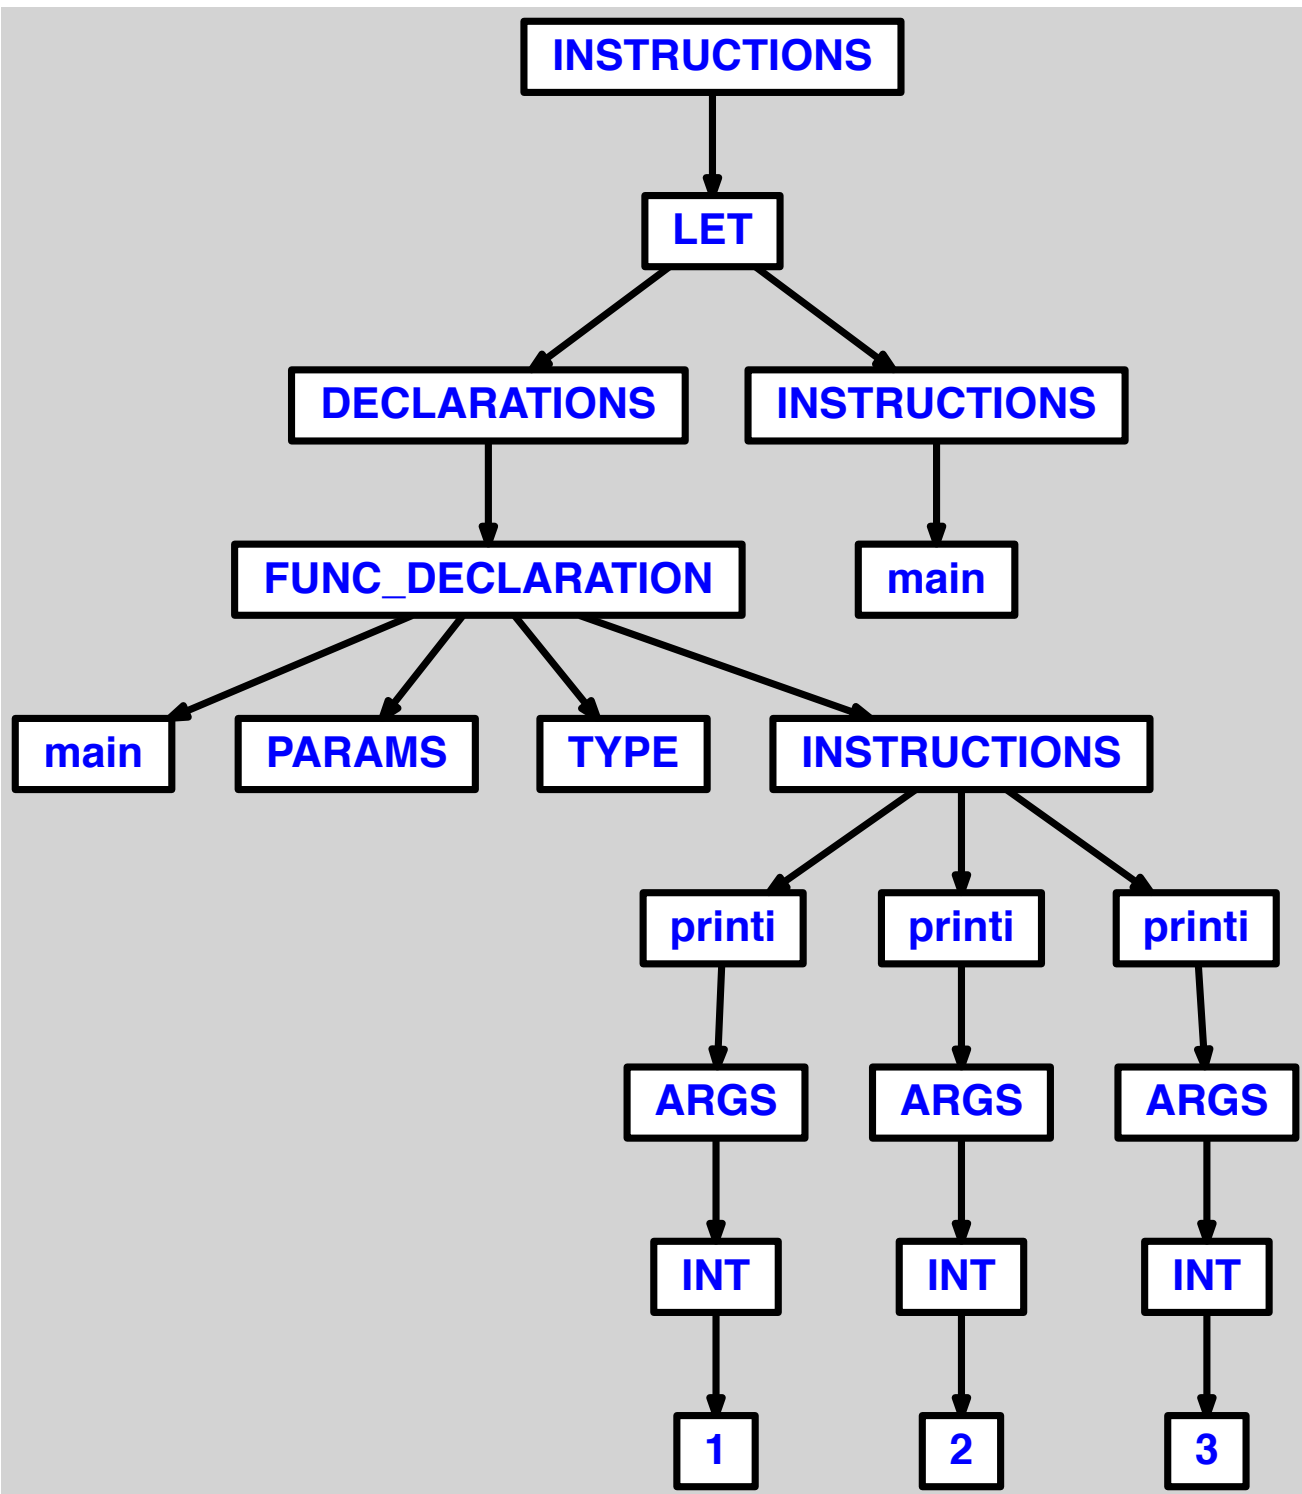 INSTRUCTIONS
LET
DECLARATIONS
INSTRUCTIONS
FUNC_DECLARATION
main
main
PARAMS
TYPE
INSTRUCTIONS
printi
printi
printi
ARGS
ARGS
ARGS
INT
INT
INT
1
2
3